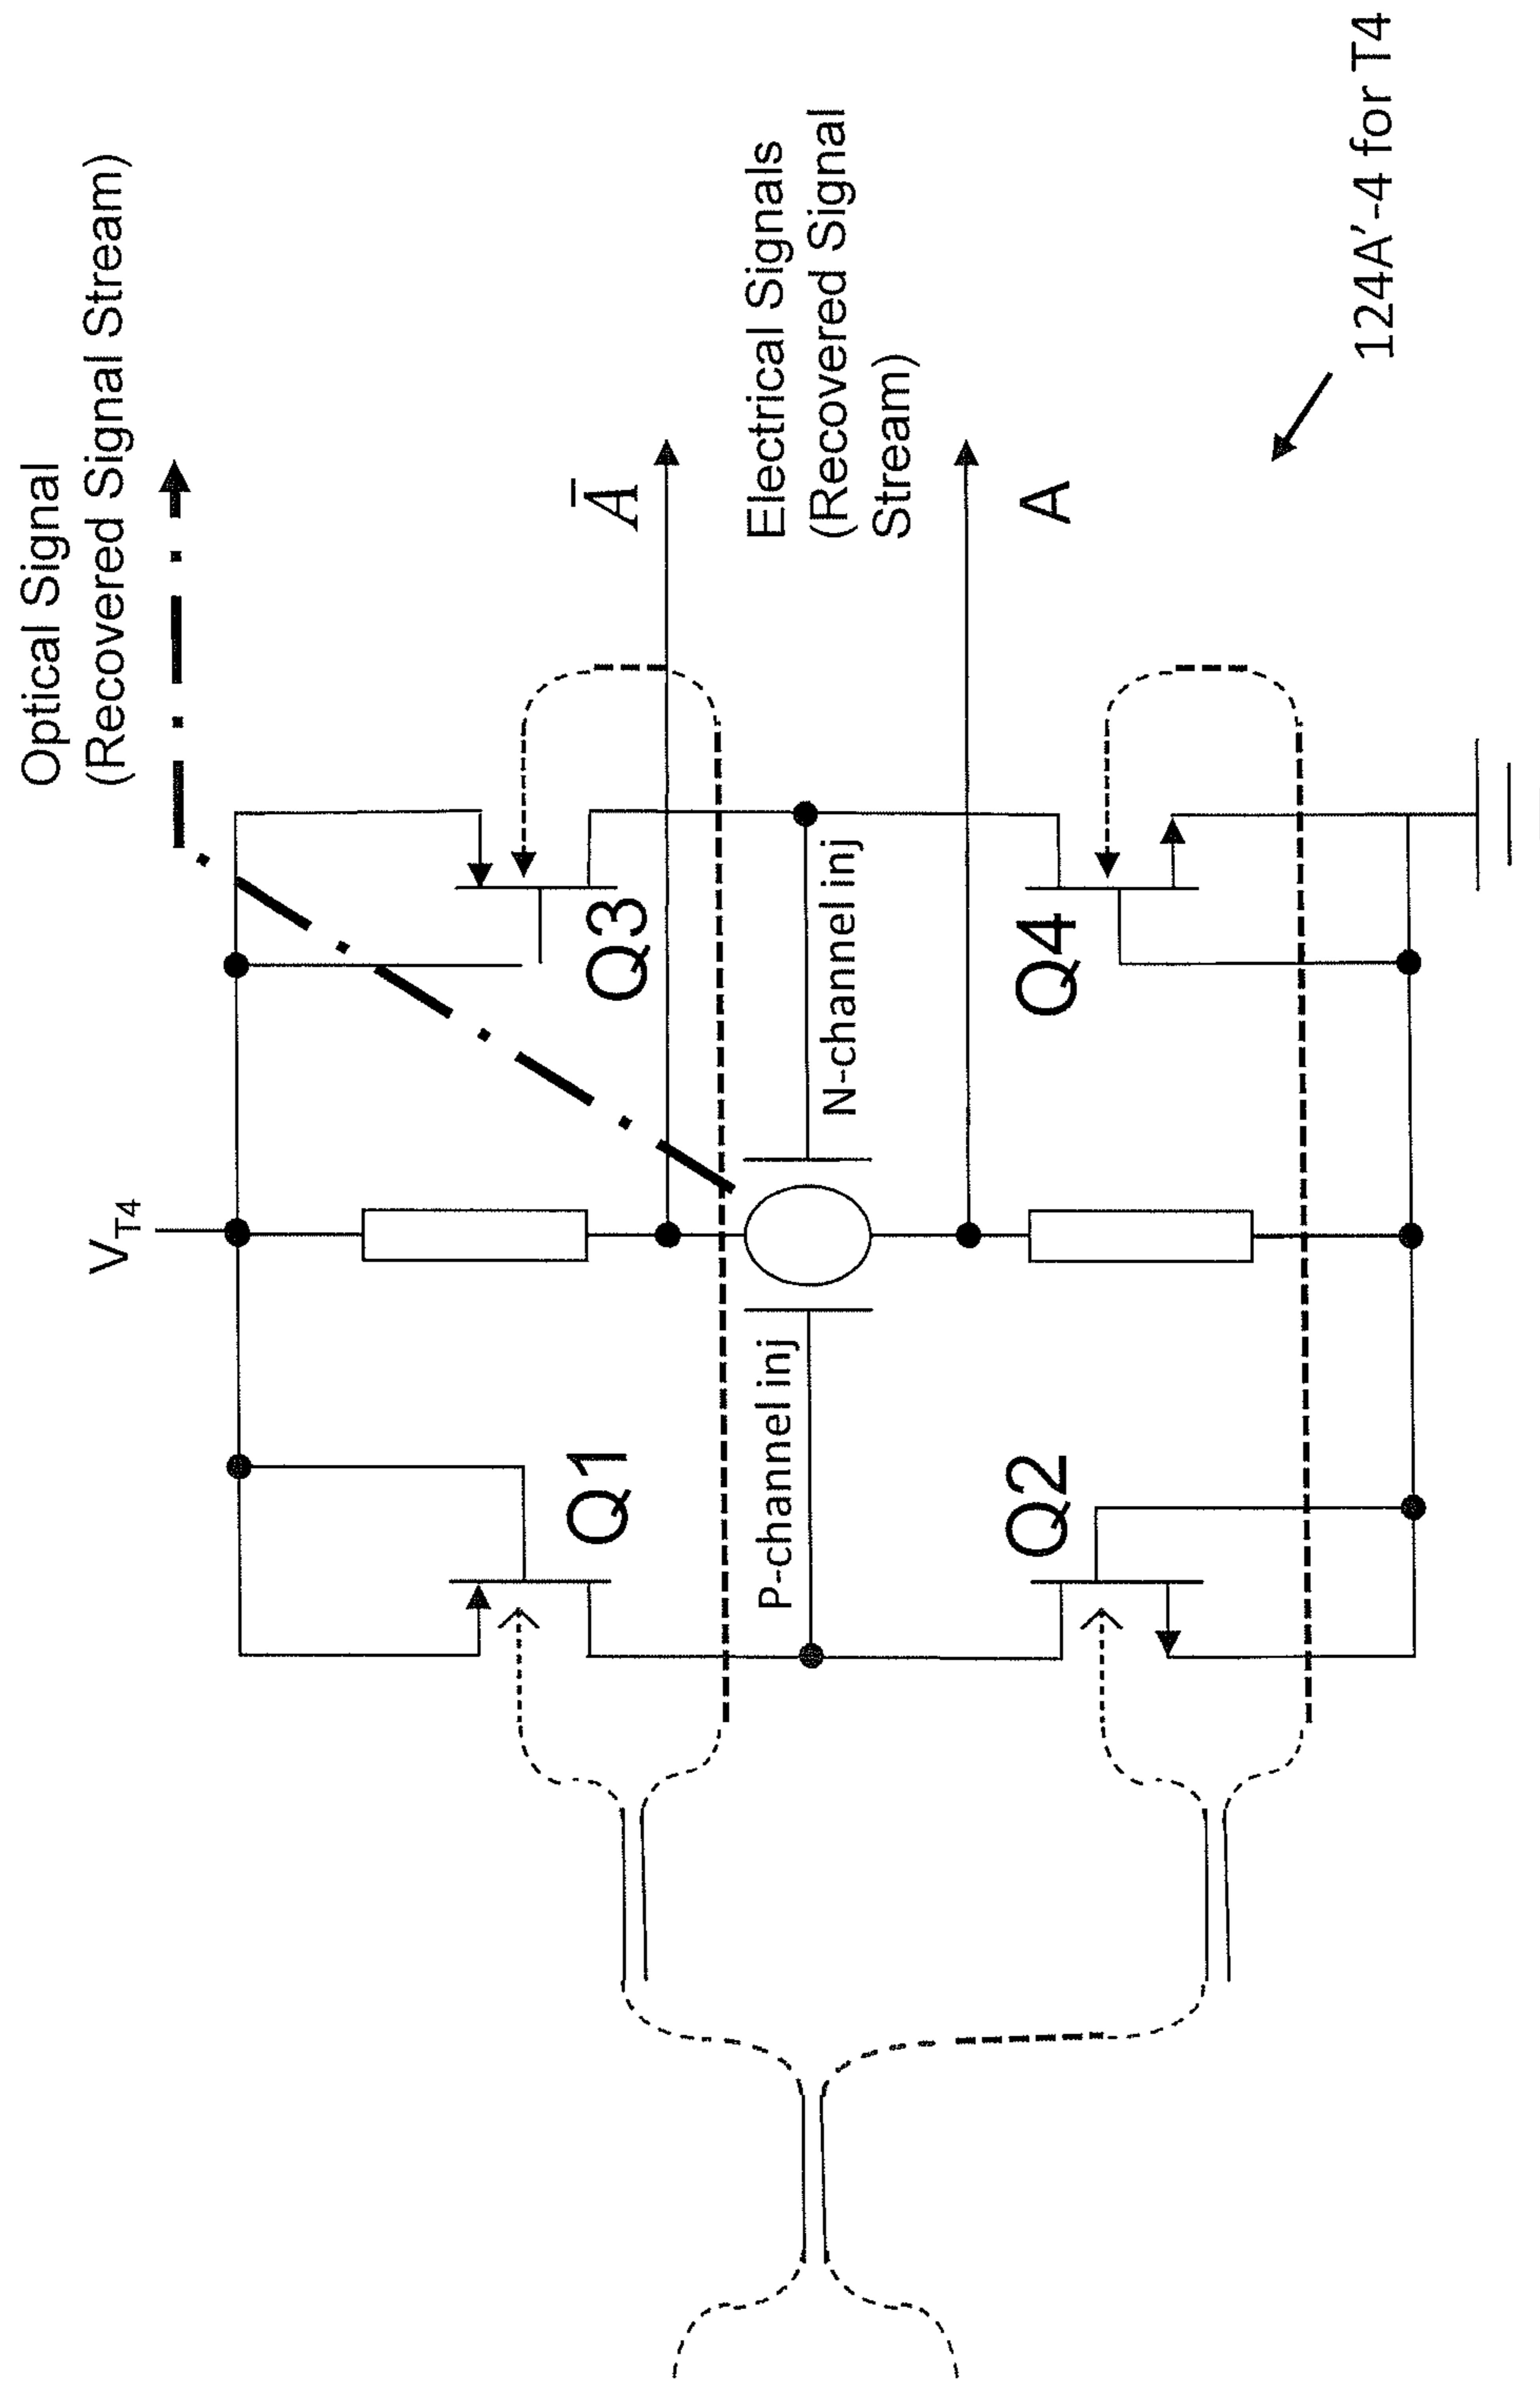 Optical Signal
(Recovered Signal Stream)
V_T4
Q1
Q3
A̅
P-channel inj
N-channel inj
Electrical Signals
(Recovered Signal
Stream)
A
Q2
Q4
124A′-4 for T4